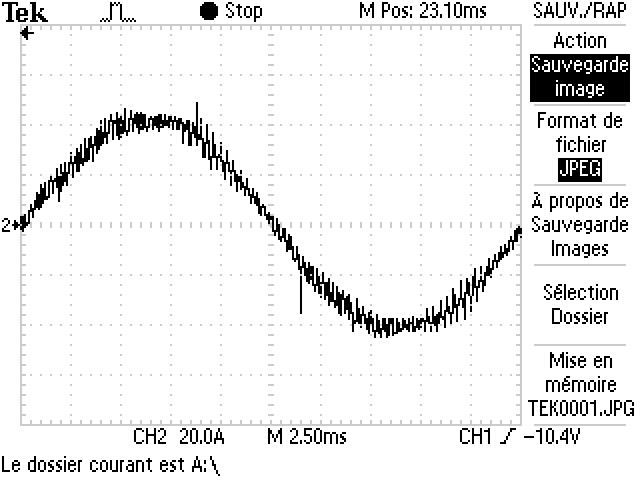 Tek Stop M Pos: 23.10ms SAUV./RAP
Action
Sauvegarde
image
Format de
fichier
JPEG
À propos de
Sauvegarde
Images
Sélection
Dossier
Mise en
mémoire
TEK0001.JPG
2
CH2 20.0A M 2.50ms CH1 -10.4V
Le dossier courant est A:\